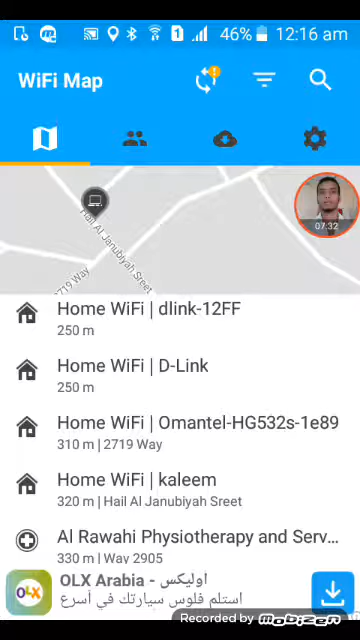 46% 12:16 am
WiFi Map
Hail Al Janubiyah Sreet
2719 Way
07:32
Home WiFi | dlink-12FF
250 m
Home WiFi | D-Link
250 m
Home WiFi | Omantel-HG532s-1e89
310 m | 2719 Way
Home WiFi | kaleem
320 m | Hail Al Janubiyah Sreet
Al Rawahi Physiotherapy and Serv...
330 m | Way 2905
OLX
OLX Arabia - اوليكس
استلم فلوس سيارتك في أسرع
Recorded by mobizen